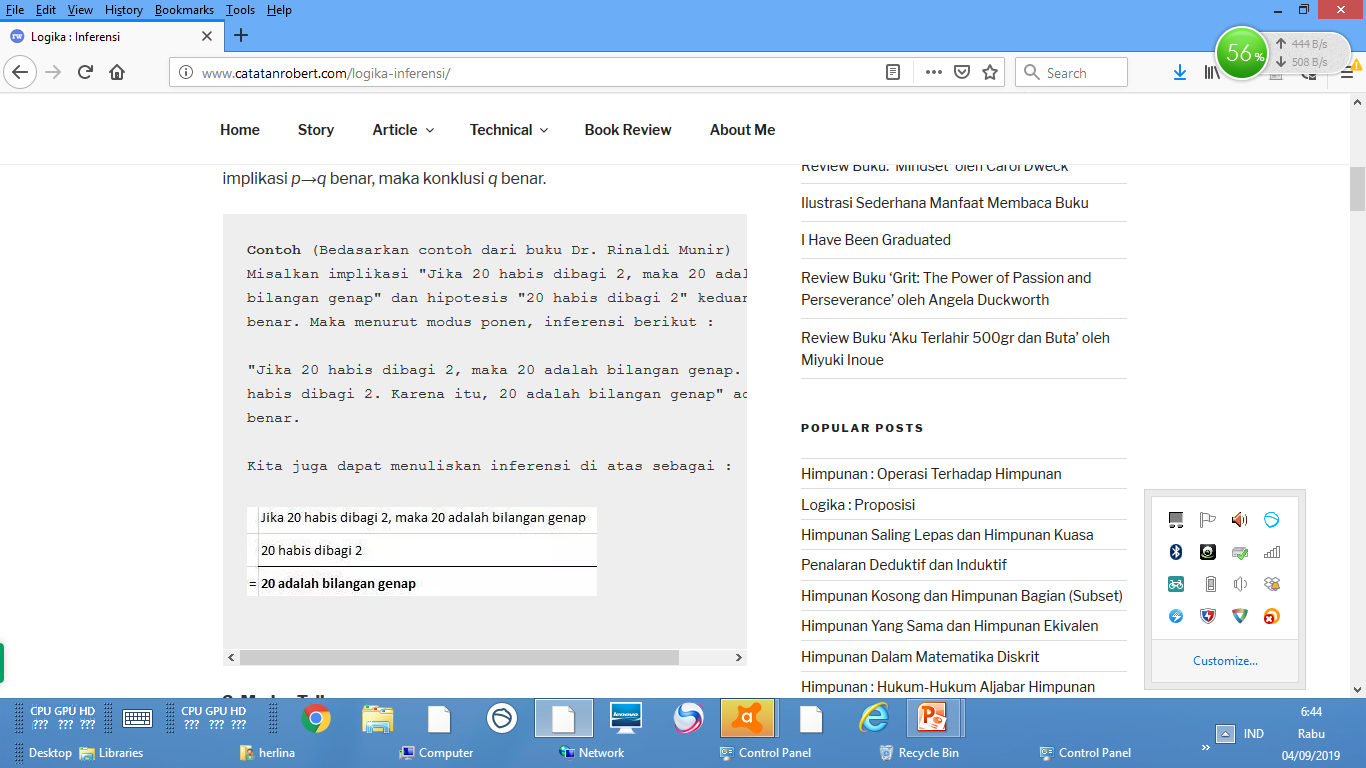 File Edit View History Bookmarks Tools Help
Logika : Inferensi
www.catatanrobert.com/logika-inferensi/
Search
56%
444 B/s
508 B/s
Home Story Article Technical Book Review About Me
implikasi p→q benar, maka konklusi q benar.
Contoh (Bedasarkan contoh dari buku Dr. Rinaldi Munir)
Misalkan implikasi "Jika 20 habis dibagi 2, maka 20 adal
bilangan genap" dan hipotesis "20 habis dibagi 2" keduan
benar. Maka menurut modus ponen, inferensi berikut :
"Jika 20 habis dibagi 2, maka 20 adalah bilangan genap.
habis dibagi 2. Karena itu, 20 adalah bilangan genap" ad
benar.
Kita juga dapat menuliskan inferensi di atas sebagai :
Jika 20 habis dibagi 2, maka 20 adalah bilangan genap
20 habis dibagi 2
= 20 adalah bilangan genap
Review Buku: 'Mindset' oleh Carol Dweck
Ilustrasi Sederhana Manfaat Membaca Buku
I Have Been Graduated
Review Buku ‘Grit: The Power of Passion and
Perseverance’ oleh Angela Duckworth
Review Buku ‘Aku Terlahir 500gr dan Buta’ oleh
Miyuki Inoue
POPULAR POSTS
Himpunan : Operasi Terhadap Himpunan
Logika : Proposisi
Himpunan Saling Lepas dan Himpunan Kuasa
Penalaran Deduktif dan Induktif
Himpunan Kosong dan Himpunan Bagian (Subset)
Himpunan Yang Sama dan Himpunan Ekivalen
Himpunan Dalam Matematika Diskrit
Himpunan : Hukum-Hukum Aljabar Himpunan
Customize...
CPU GPU HD
??? ??? ???
CPU GPU HD
??? ??? ???
lenovo
IND
6:44
Rabu
04/09/2019
Desktop Libraries herlina Computer Network Control Panel Recycle Bin Control Panel